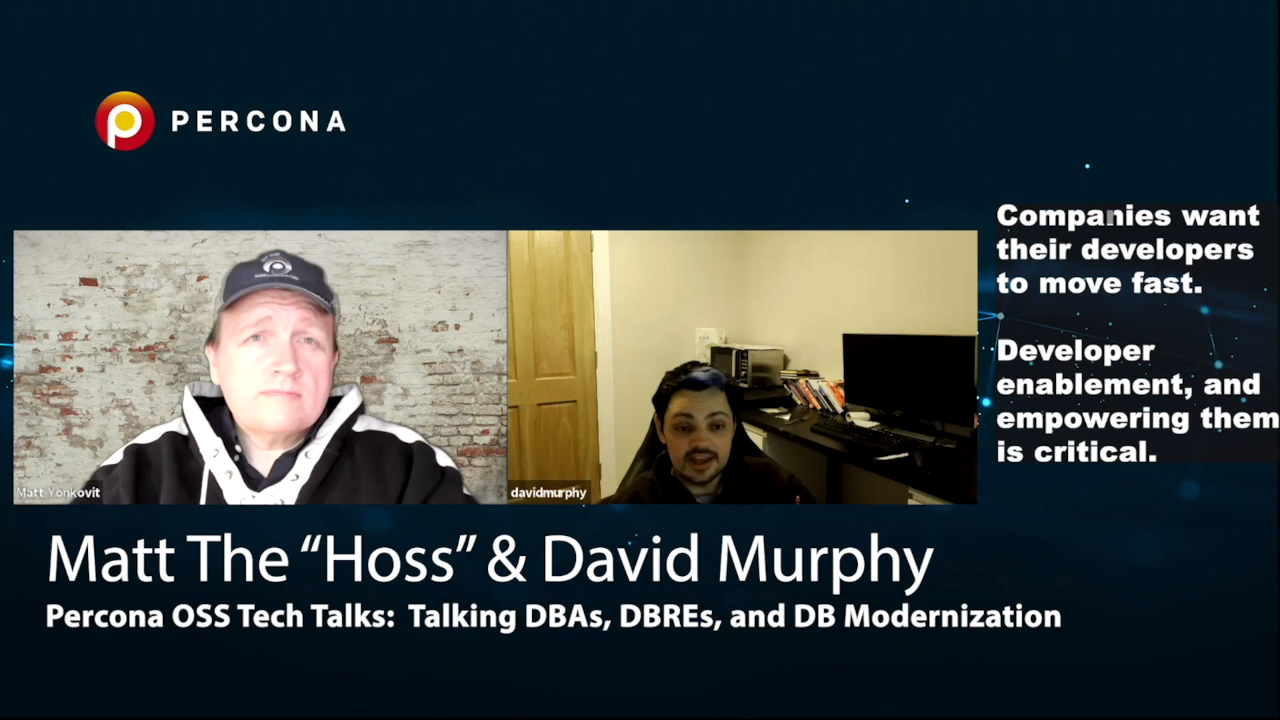 PERCONA
Companies want
their developers
to move fast.
Developer
enablement, and
empowering them
is critical.
Matt Yonkovit
davidmurphy
Matt The “Hoss” & David Murphy
Percona OSS Tech Talks: Talking DBAs, DBREs, and DB Modernization